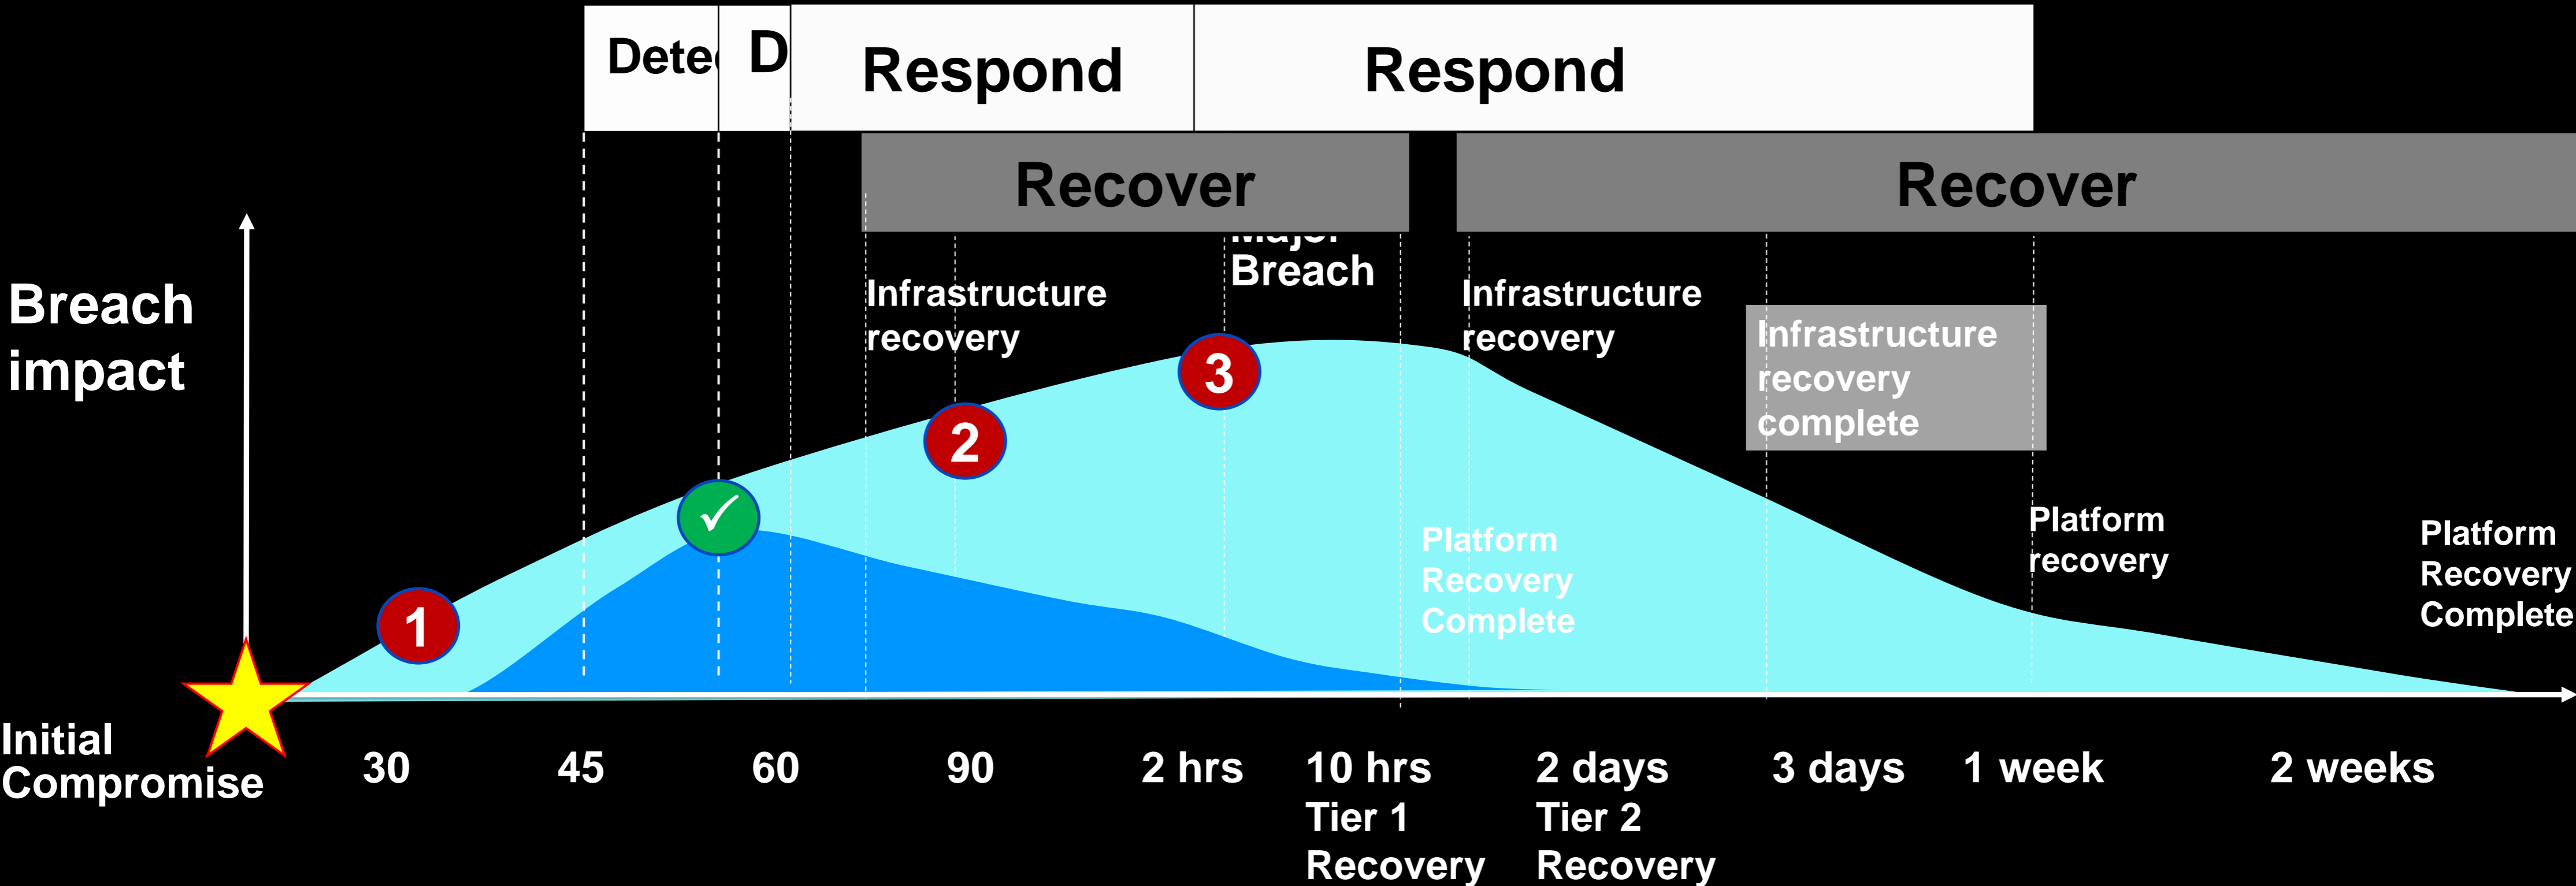 Detec
D
Respond
Respond
Recover
Recover
Major
Breach
Breach
impact
Infrastructure
recovery
Infrastructure
recovery
Infrastructure
recovery
complete
3
2
✓
1
Platform
Recovery
Complete
Platform
recovery
Platform
Recovery
Complete
Initial
Compromise
30
45
60
90
2 hrs
10 hrs
2 days
3 days
1 week
2 weeks
Tier 1
Recovery
Tier 2
Recovery